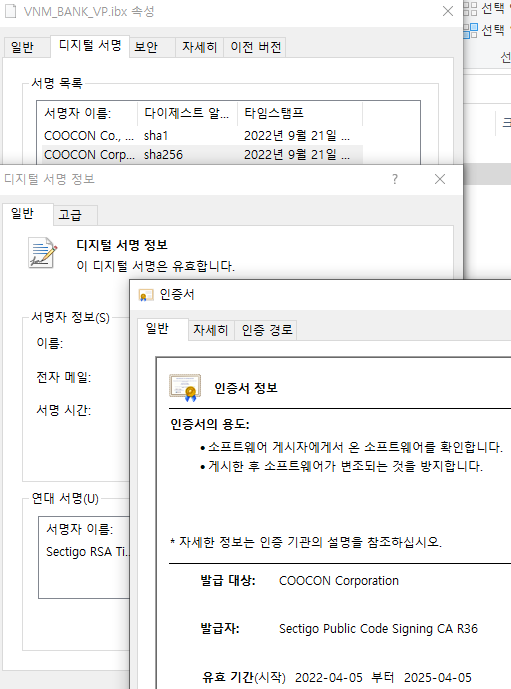 VNM_BANK_VP.ibx 속성
선택 
선택 
일반 디지털 서명 보안 자세히 이전 버전
서명 목록
서명자 이름: 다이제스트 알... 타임스탬프
COOCON Co., ... sha1 2022년 9월 21일 ...
COOCON Corp... sha256 2022년 9월 21일 ...
디지털 서명 정보 ?
일반 고급
디지털 서명 정보
이 디지털 서명은 유효합니다.
서명자 정보(S)
이름:
전자 메일:
서명 시간:
연대 서명(U)
서명자 이름:
Sectigo RSA Ti...
인증서
일반 자세히 인증 경로
인증서 정보
인증서의 용도:
• 소프트웨어 게시자에게서 온 소프트웨어를 확인합니다.
• 게시한 후 소프트웨어가 변조되는 것을 방지합니다.
* 자세한 정보는 인증 기관의 설명을 참조하십시오.
발급 대상: COOCON Corporation
발급자: Sectigo Public Code Signing CA R36
유효 기간(시작) 2022-04-05 부터 2025-04-05